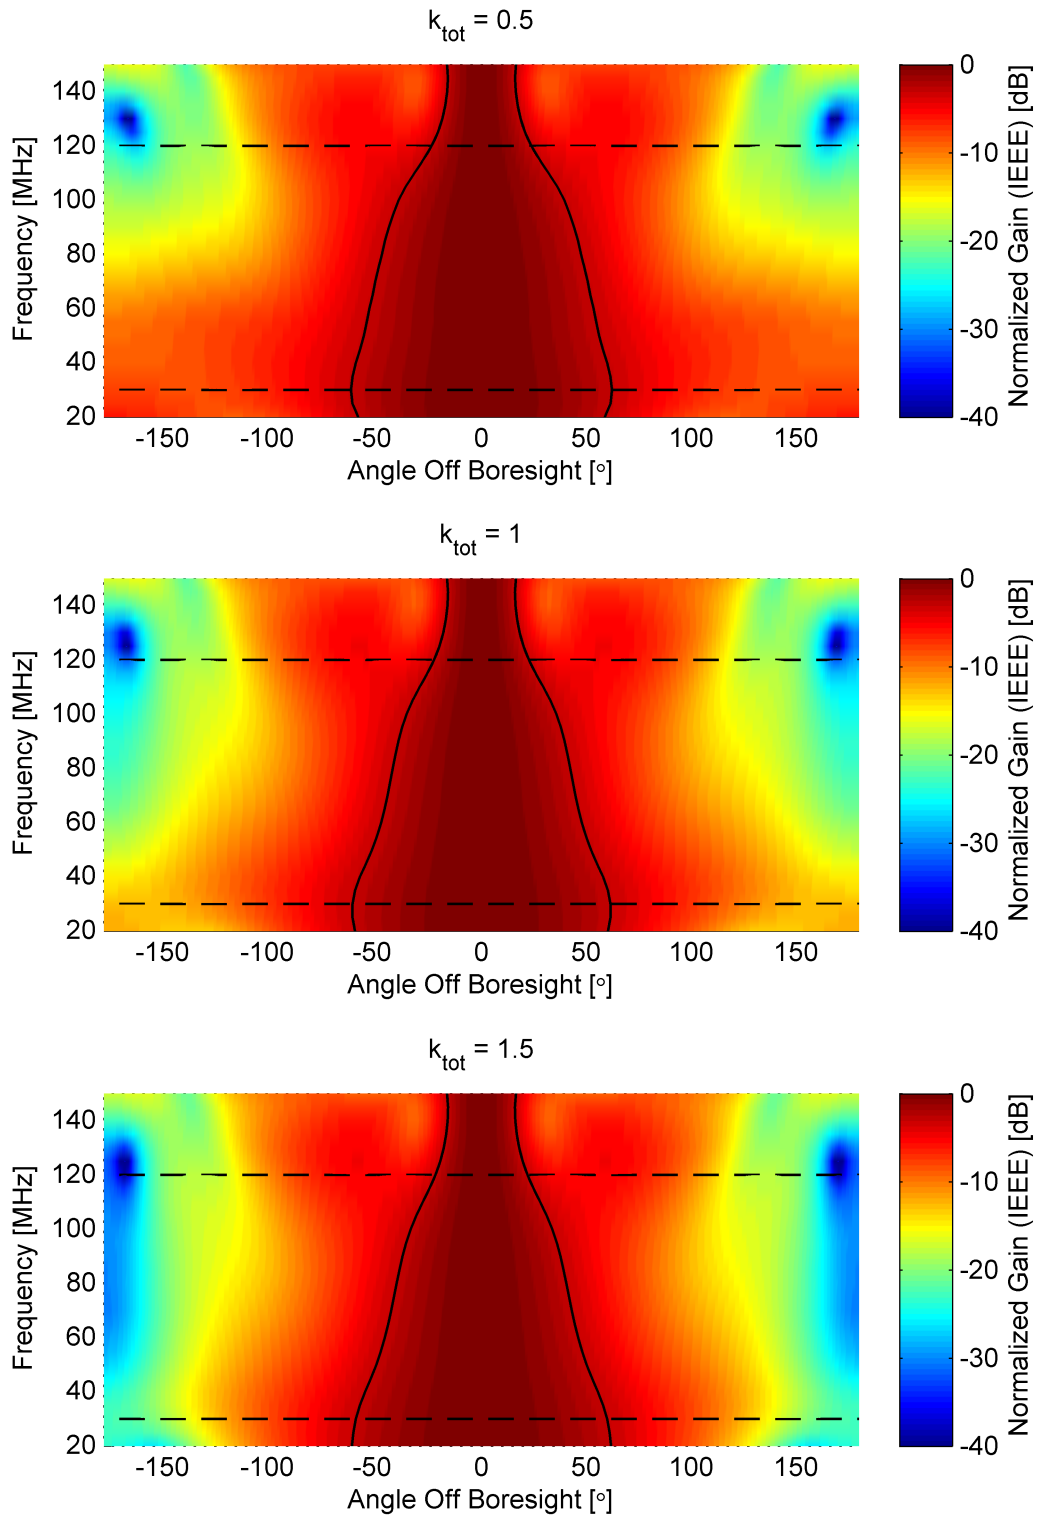 k_tot = 0.5
140
120
100
80
60
40
20
Frequency [MHz]
-150 -100 -50 0 50 100 150
Angle Off Boresight [°]
0
-10
-20
-30
-40
Normalized Gain (IEEE) [dB]
k_tot = 1
140
120
100
80
60
40
20
Frequency [MHz]
-150 -100 -50 0 50 100 150
Angle Off Boresight [°]
0
-10
-20
-30
-40
Normalized Gain (IEEE) [dB]
k_tot = 1.5
140
120
100
80
60
40
20
Frequency [MHz]
-150 -100 -50 0 50 100 150
Angle Off Boresight [°]
0
-10
-20
-30
-40
Normalized Gain (IEEE) [dB]